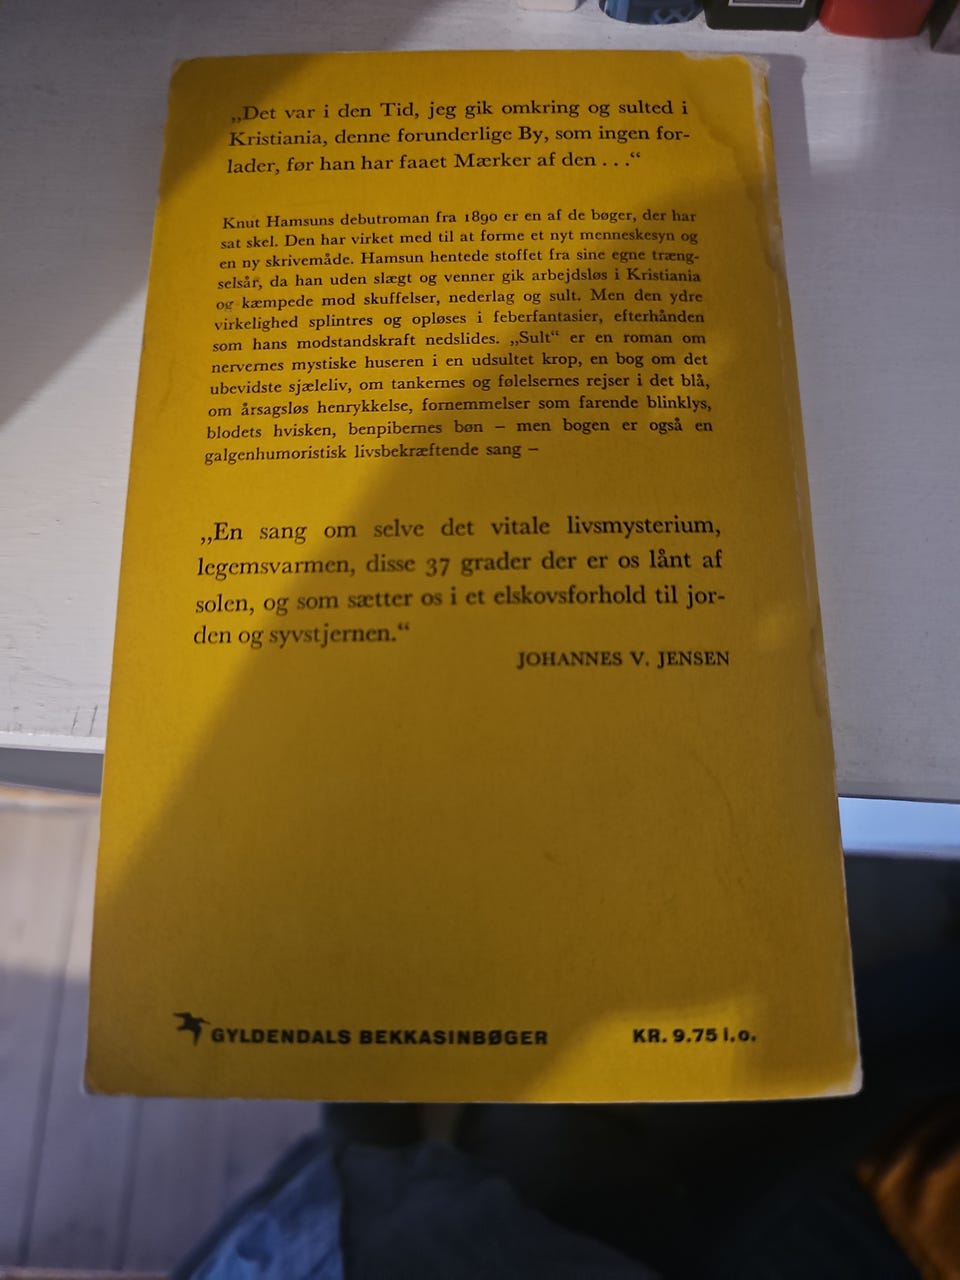 „Det var i den Tid, jeg gik omkring og sulted i
Kristiania, denne forunderlige By, som ingen for-
lader, før han har faaet Mærker af den . . .“
Knut Hamsuns debutroman fra 1890 er en af de bøger, der har
sat skel. Den har virket med til at forme et nyt menneskesyn og
en ny skrivemåde. Hamsun hentede stoffet fra sine egne træng-
selsår, da han uden slægt og venner gik arbejdsløs i Kristiania
og kæmpede mod skuffelser, nederlag og sult. Men den ydre
virkelighed splintres og opløses i feberfantasier, efterhånden
som hans modstandskraft nedslides. „Sult“ er en roman om
nervernes mystiske huseren i en udsultet krop, en bog om det
ubevidste sjæleliv, om tankernes og følelsernes rejser i det blå,
om årsagsløs henrykkelse, fornemmelser som farende blinklys,
blodets hvisken, benpibernes bøn – men bogen er også en
galgenhumoristisk livsbekræftende sang –
„En sang om selve det vitale livsmysterium,
legemsvarmen, disse 37 grader der er os lånt af
solen, og som sætter os i et elskovsforhold til jor-
den og syvstjernen.“
JOHANNES V. JENSEN
GYLDENDALS BEKKASINBØGER KR. 9.75 i.o.